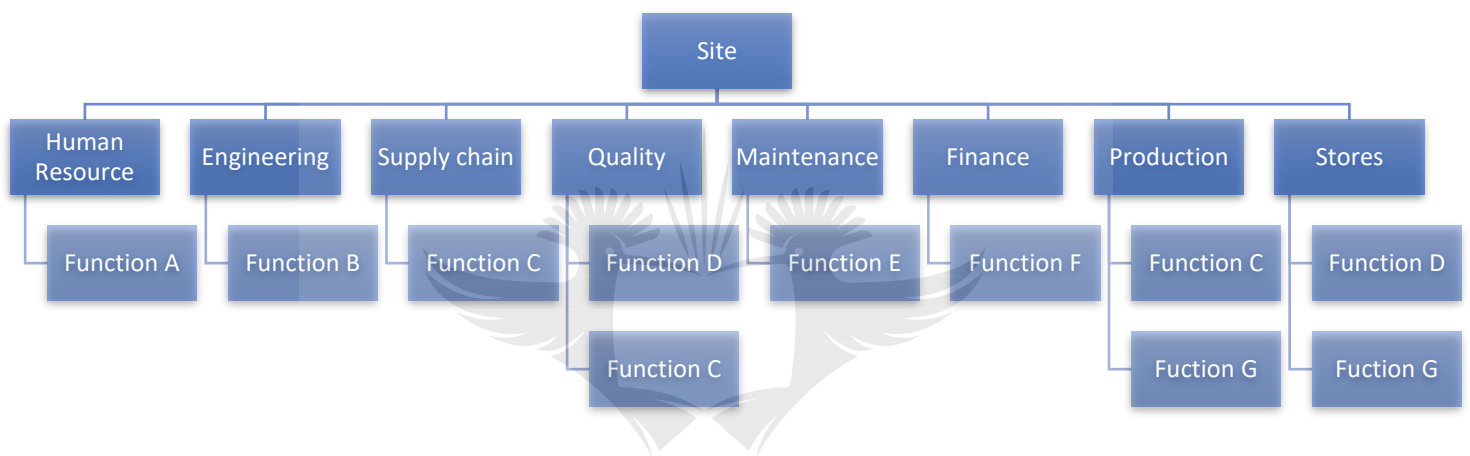 Site
Human
Resource
Engineering
Supply chain
Quality
Maintenance
Finance
Production
Stores
Function A
Function B
Function C
Function D
Function E
Function F
Function C
Function D
Function C
Fuction G
Fuction G